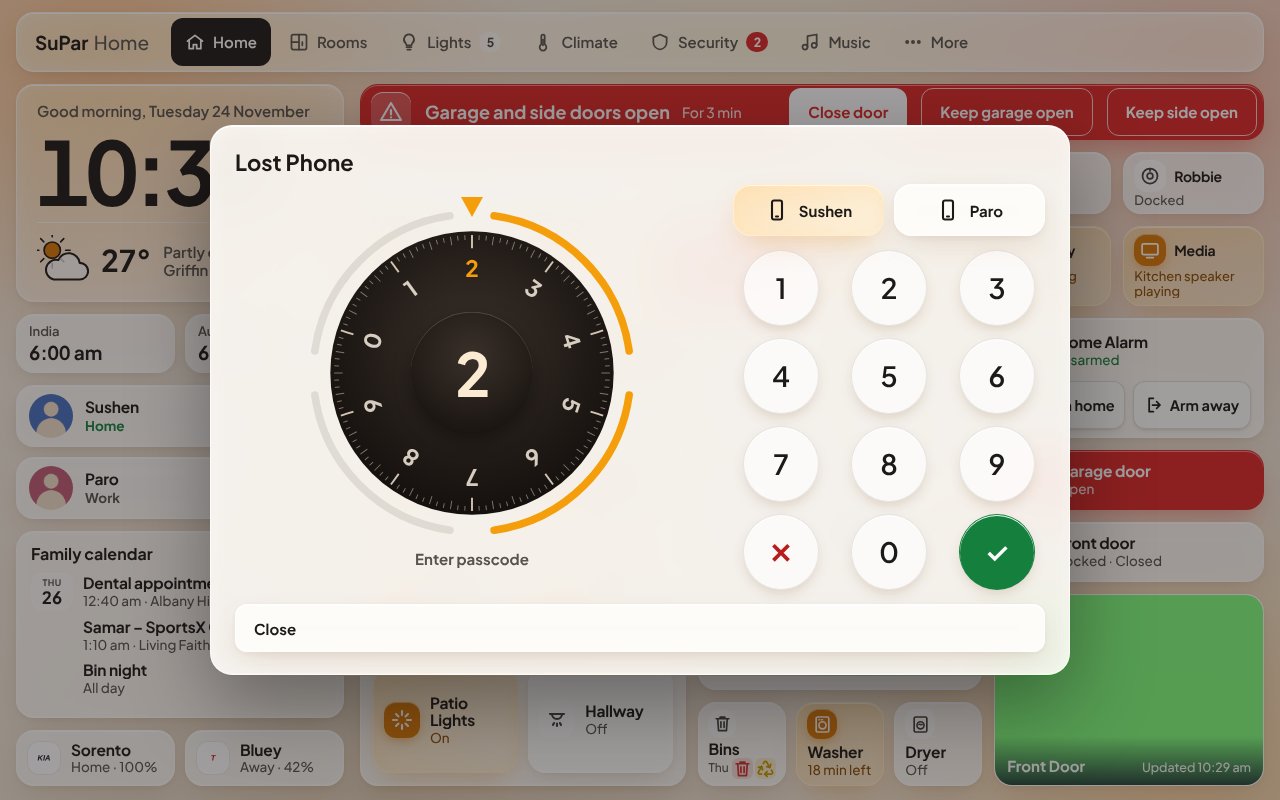 SuPar Home
Home
Rooms
Lights 5
Climate
Security 2
Music
More
Good morning, Tuesday 24 November
10:3
27°
Partly
Griffin
India
6:00 am
Sushen
Home
Paro
Work
Family calendar
THU
26
Dental appointme
12:40 am · Albany Hi
Samar – SportsX
1:10 am · Living Faith
Bin night
All day
KIA
Sorento
Home · 100%
T
Bluey
Away · 42%
Garage and side doors open For 3 min
Close door
Keep garage open
Keep side open
Robbie
Docked
Media
Kitchen speaker
playing
ome Alarm
sarmed
home
Arm away
arage door
pen
ront door
ocked · Closed
Front Door
Updated 10:29 am
Patio
Lights
On
Hallway
Off
Bins
Thu
Washer
18 min left
Dryer
Off
Lost Phone
2
3
4
5
6
7
8
9
0
1
2
Enter passcode
Sushen
Paro
1 2 3
4 5 6
7 8 9
0
Close